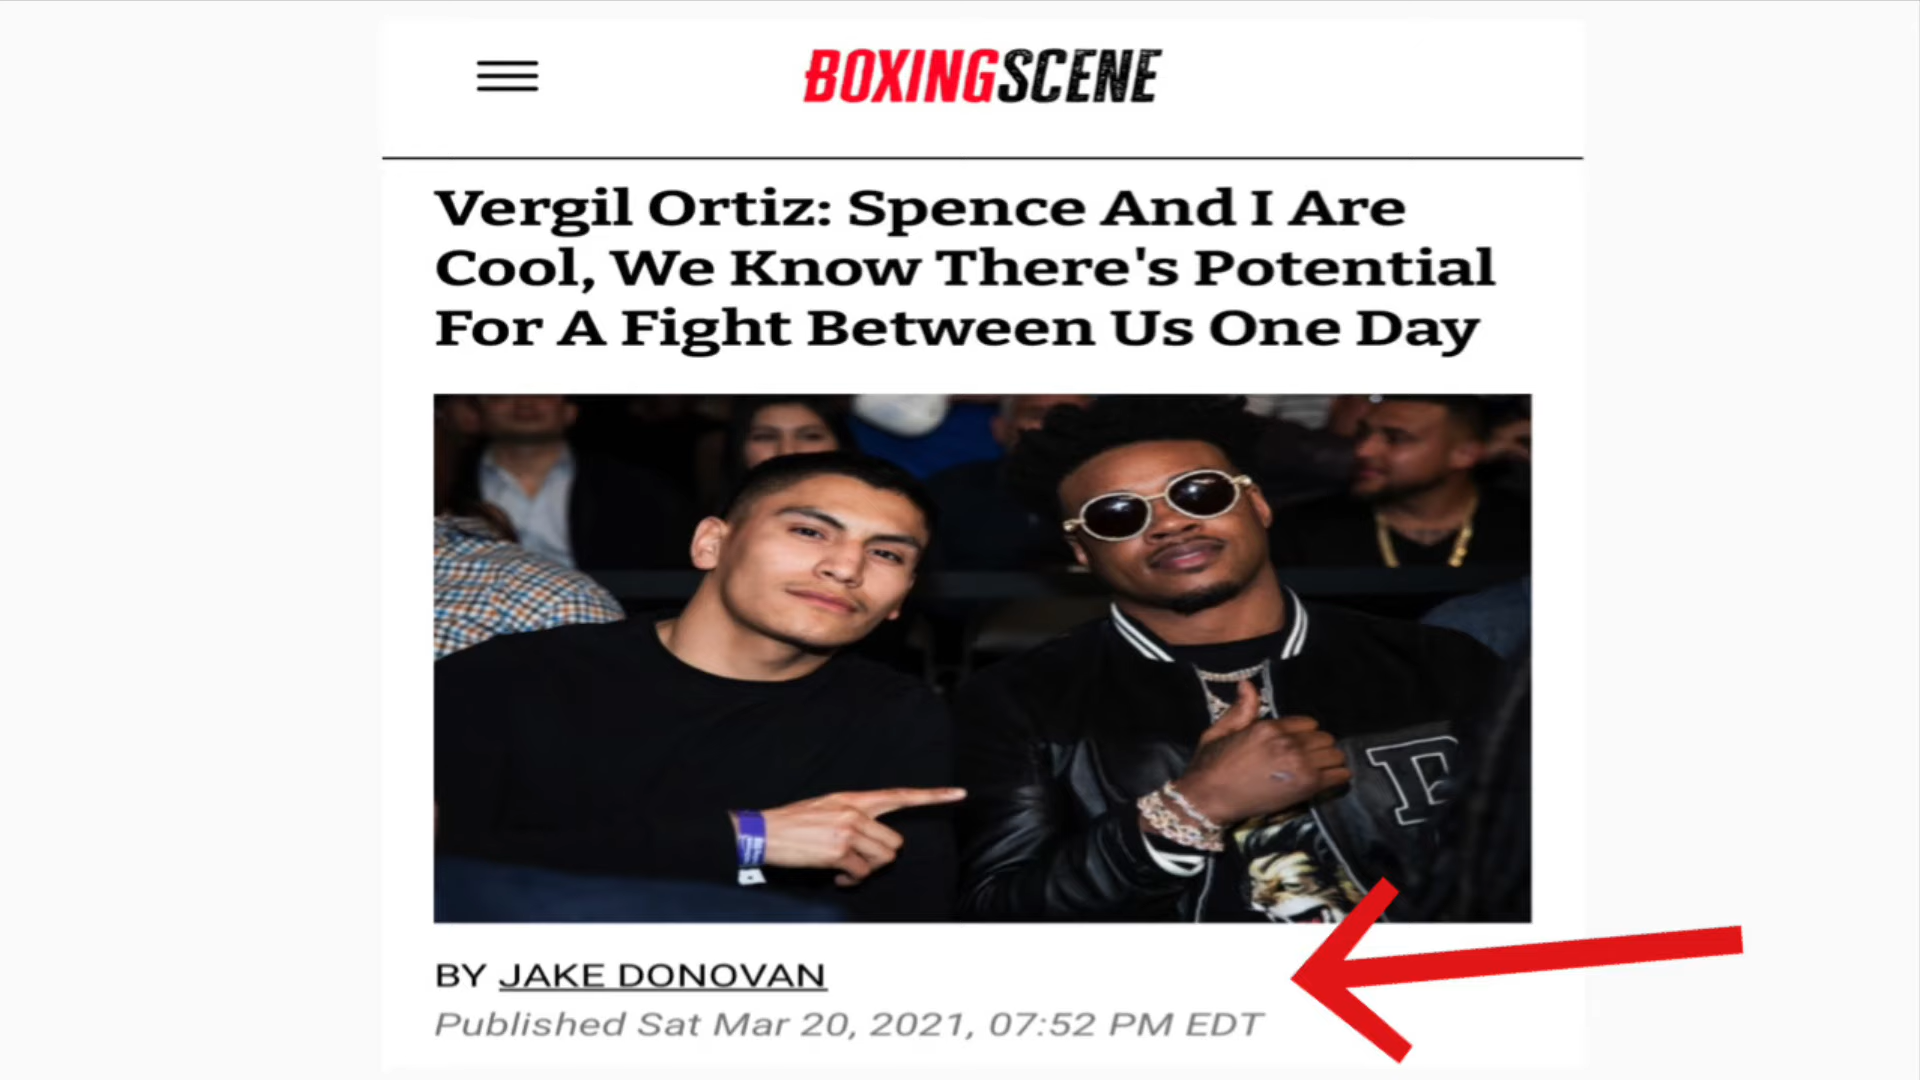 BOXINGSCENE
Vergil Ortiz: Spence And I Are
Cool, We Know There's Potential
For A Fight Between Us One Day
BY JAKE DONOVAN
Published Sat Mar 20, 2021, 07:52 PM EDT